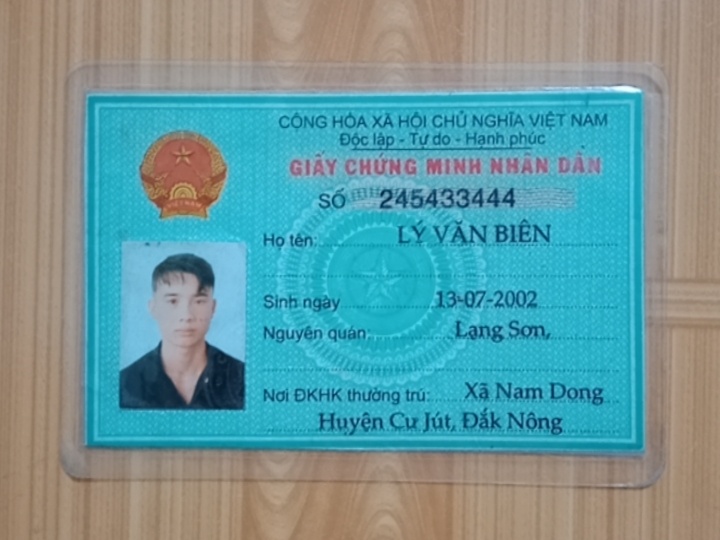 CỘNG HÒA XÃ HỘI CHỦ NGHĨA VIỆT NAM
Độc lập - Tự do - Hạnh phúc
GIẤY CHỨNG MINH NHÂN DÂN
SỐ 245433444
Họ tên: LÝ VĂN BIÊN
Sinh ngày 13-07-2002
Nguyên quán: Lạng Sơn,
Nơi ĐKHK thường trú: Xã Nam Dong
Huyện Cư Jút, Đắk Nông
VIỆT NAM